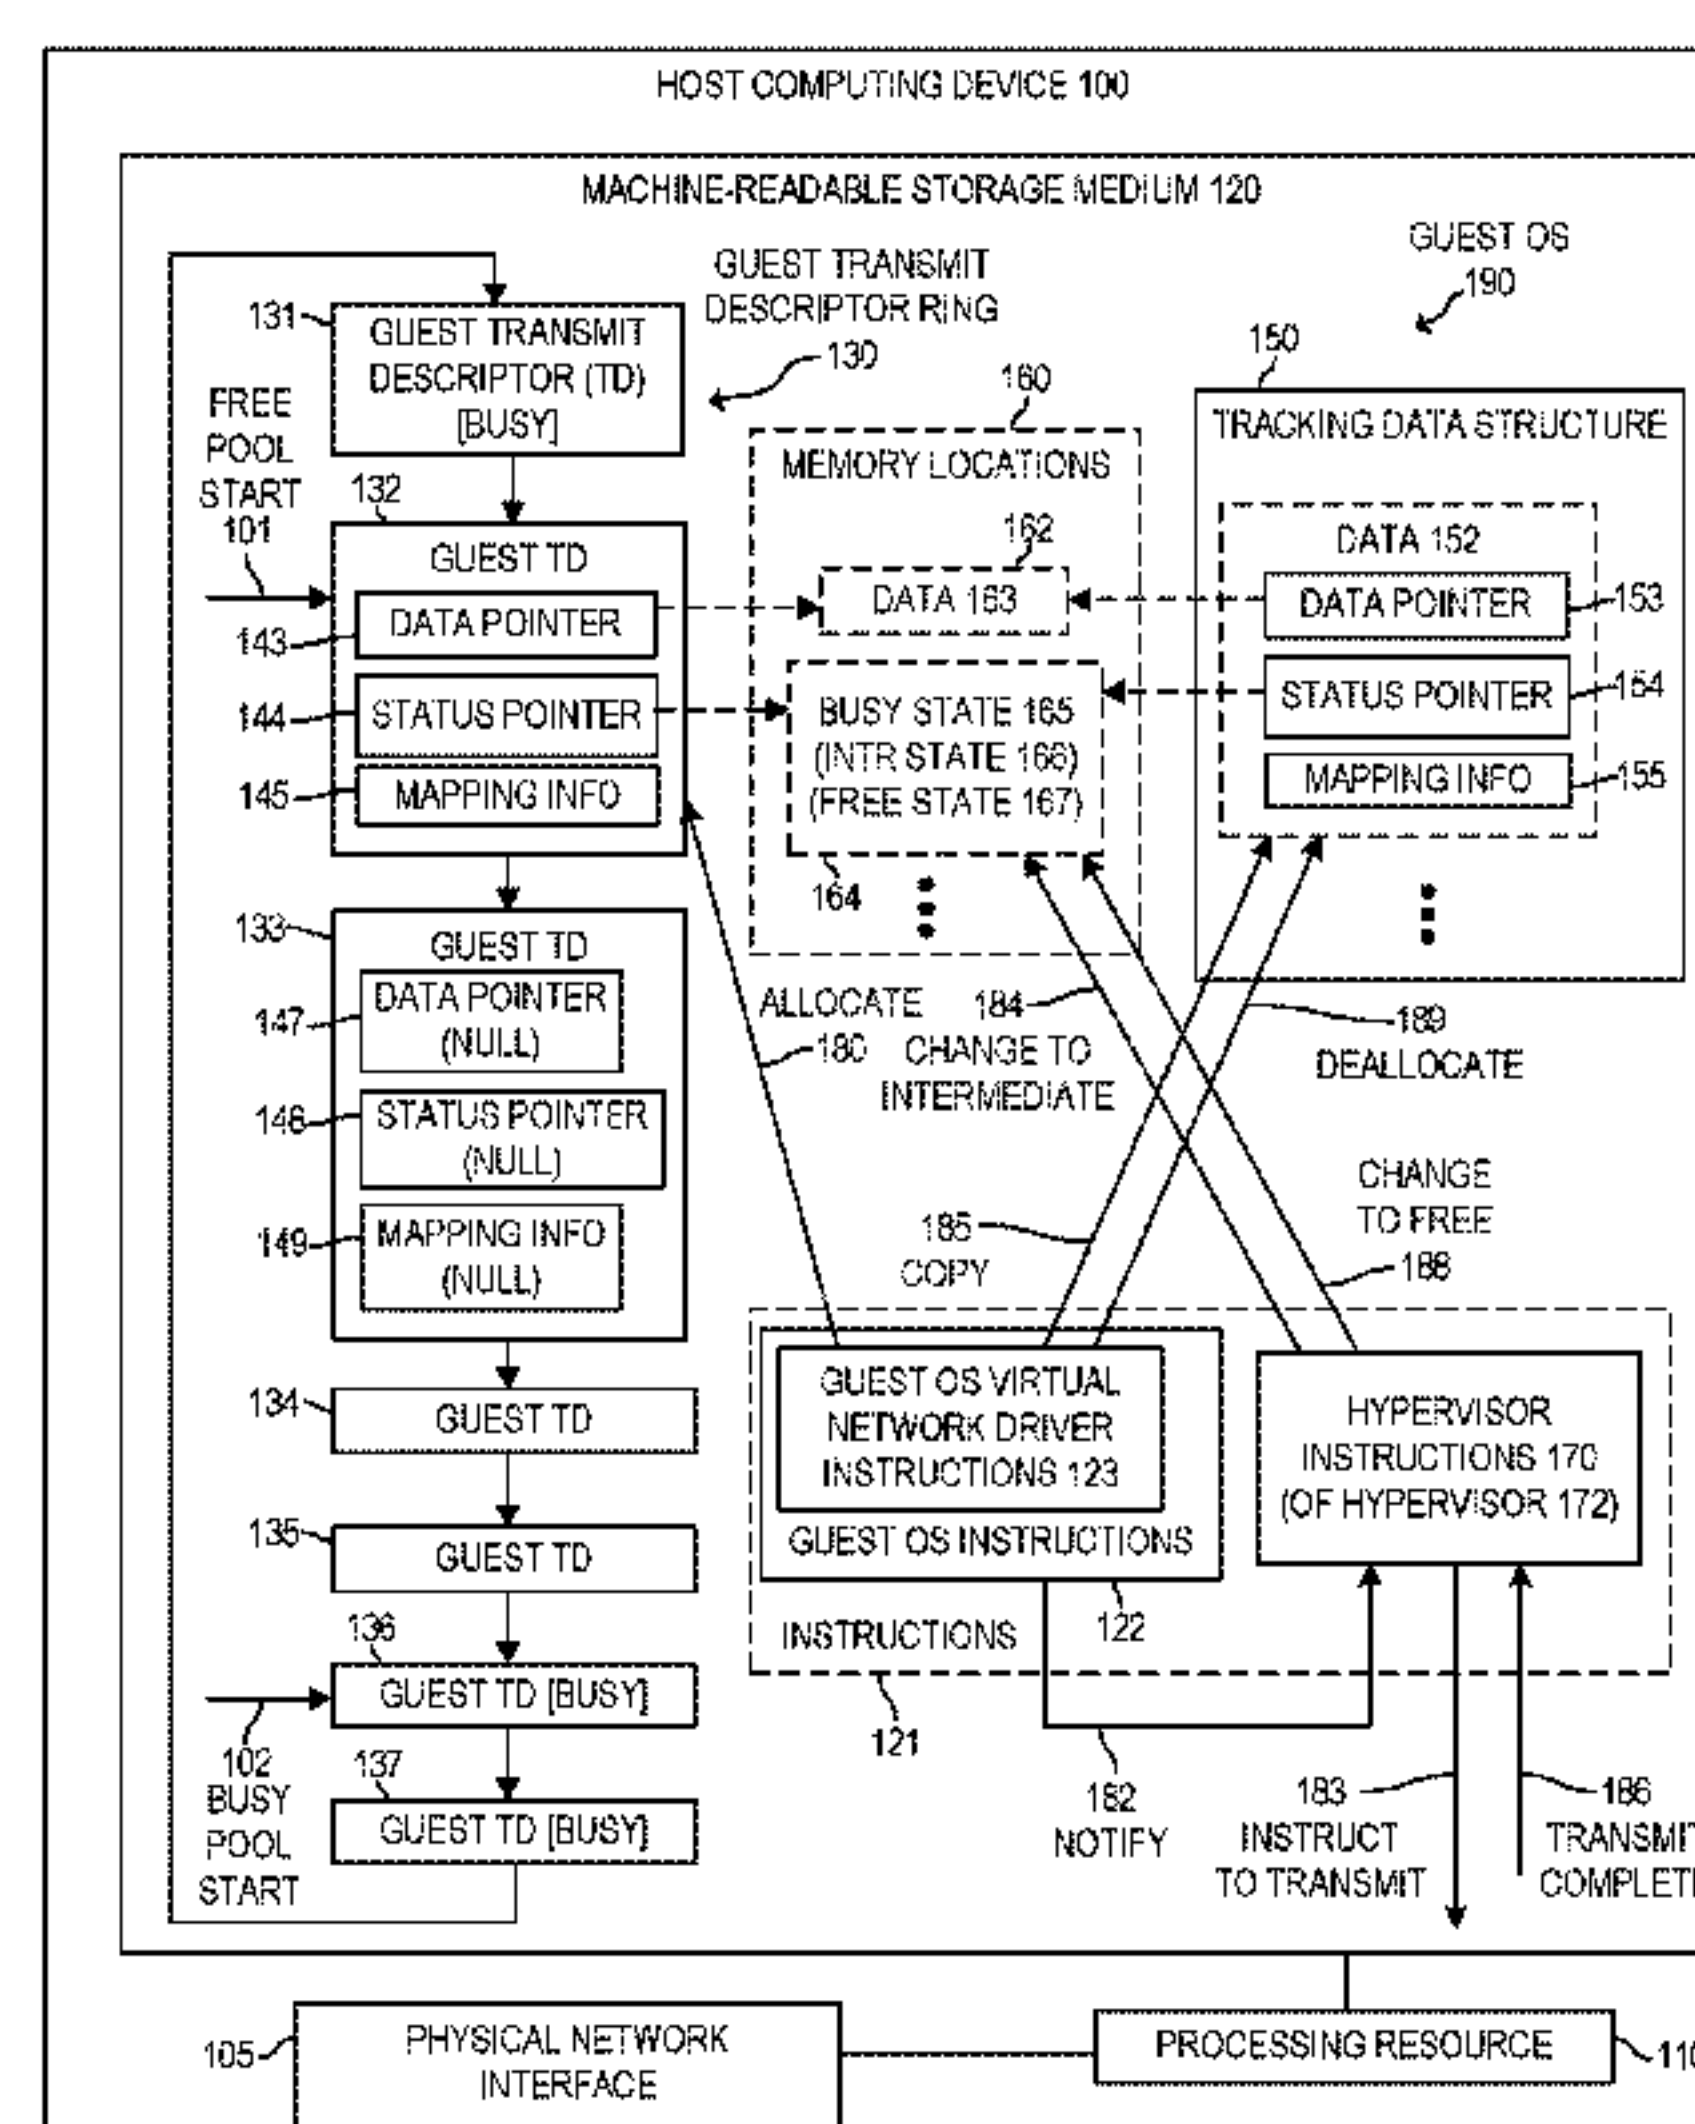 HOST COMPUTING DEVICE 100
MACHINE-READABLE STORAGE MEDIUM 120
GUEST OS
190
GUEST TRANSMIT
DESCRIPTOR RING
130
131
GUEST TRANSMIT
DESCRIPTOR (TD)
[BUSY]
FREE
POOL
START
101
132
GUEST TD
143
DATA POINTER
144
STATUS POINTER
145
MAPPING INFO
133
GUEST TD
147
DATA POINTER
(NULL)
148
STATUS POINTER
(NULL)
149
MAPPING INFO
(NULL)
134
GUEST TD
135
GUEST TD
136
GUEST TD [BUSY]
102
BUSY
POOL
START
137
GUEST TD [BUSY]
160
MEMORY LOCATIONS
162
DATA 163
BUSY STATE 165
(INTR STATE 166)
(FREE STATE 167)
164
150
TRACKING DATA STRUCTURE
DATA 152
DATA POINTER
153
STATUS POINTER
154
MAPPING INFO
155
ALLOCATE
180
184
CHANGE TO
INTERMEDIATE
189
DEALLOCATE
185
COPY
CHANGE
TO FREE
188
GUEST OS VIRTUAL
NETWORK DRIVER
INSTRUCTIONS 123
GUEST OS INSTRUCTIONS
122
HYPERVISOR
INSTRUCTIONS 170
(OF HYPERVISOR 172)
INSTRUCTIONS
121
182
NOTIFY
183
INSTRUCT
TO TRANSMIT
186
TRANSMIT
COMPLETE
105
PHYSICAL NETWORK
INTERFACE
PROCESSING RESOURCE
110